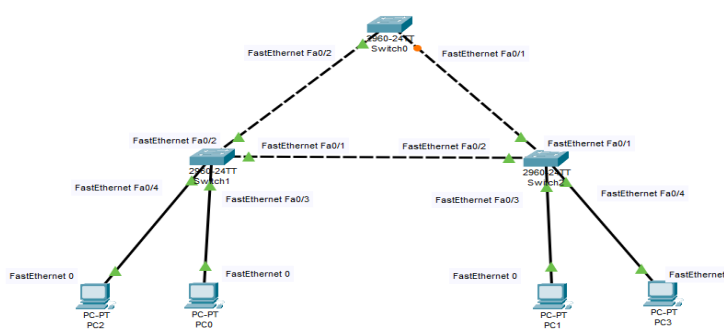 2960-24TT
Switch0
FastEthernet Fa0/2
FastEthernet Fa0/1
FastEthernet Fa0/2
FastEthernet Fa0/1
FastEthernet Fa0/2
FastEthernet Fa0/1
2960-24TT
Switch1
2960-24TT
Switch2
FastEthernet Fa0/4
FastEthernet Fa0/3
FastEthernet Fa0/3
FastEthernet Fa0/4
FastEthernet 0
FastEthernet 0
FastEthernet 0
FastEthernet
PC-PT
PC2
PC-PT
PC0
PC-PT
PC1
PC-PT
PC3